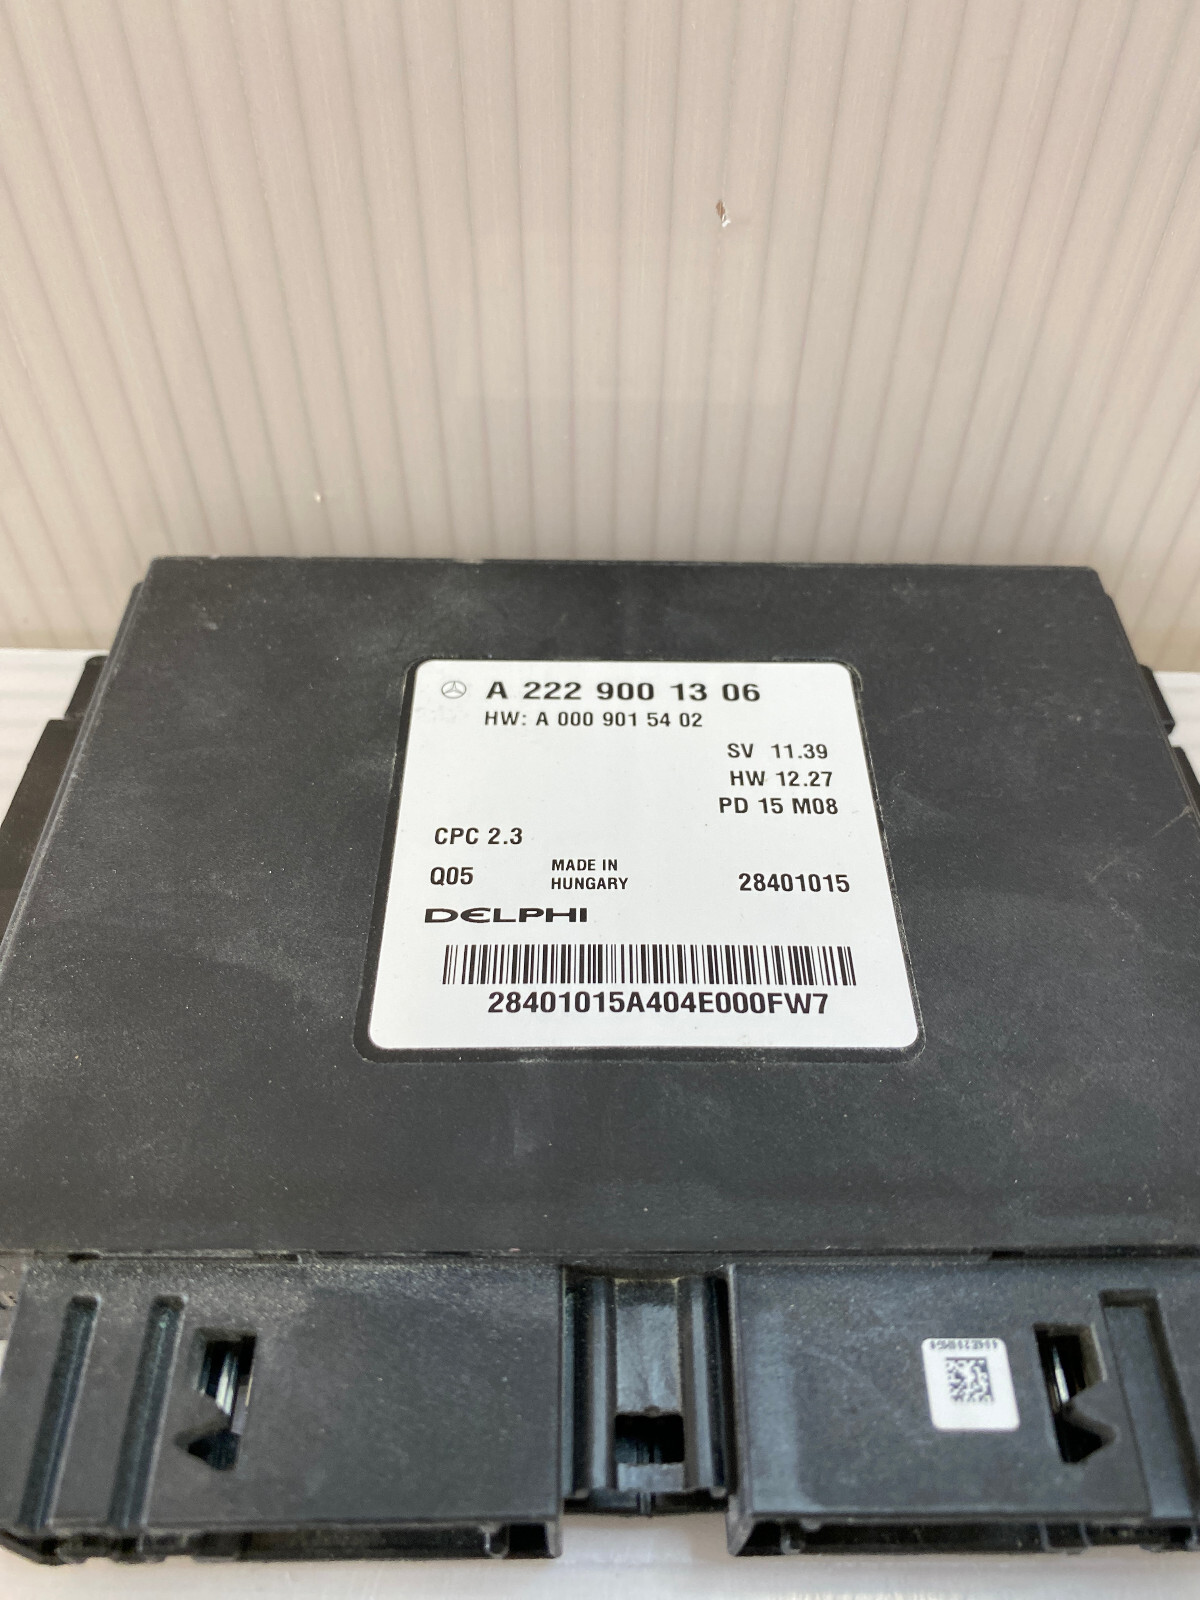 A 222 900 13 06
HW: A 000 901 54 02
SV 11.39
HW 12.27
PD 15 M08
CPC 2.3
Q05
MADE IN
HUNGARY
28401015
DELPHI
28401015A404E000FW7